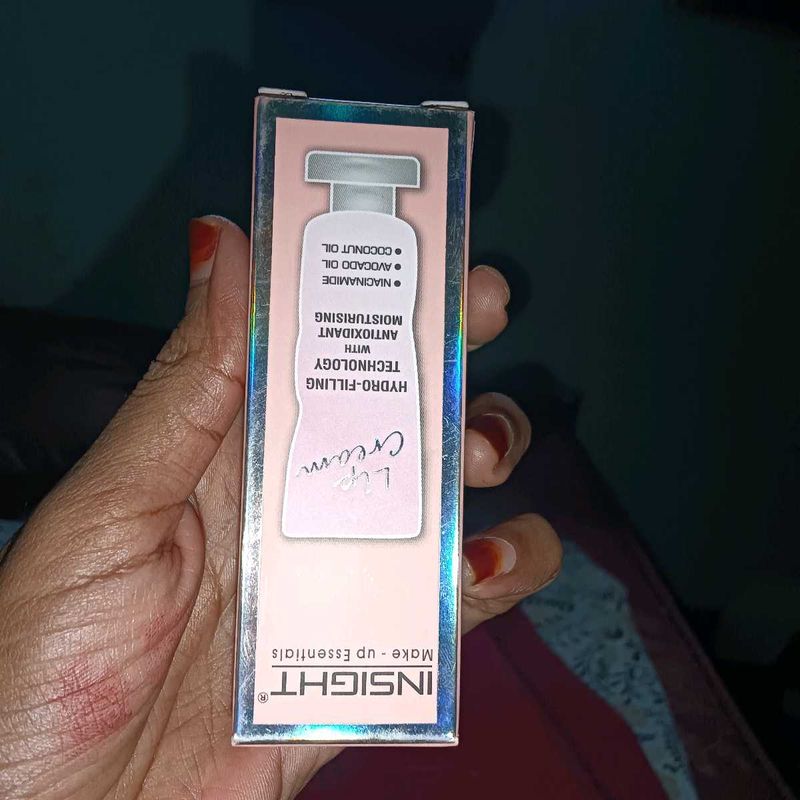 INSIGHT®
Make - up Essentials
Lip
Cream
HYDRO-FILLING
TECHNOLOGY
WITH
ANTIOXIDANT
MOISTURISING
• NIACINAMIDE
• AVOCADO OIL
• COCONUT OIL